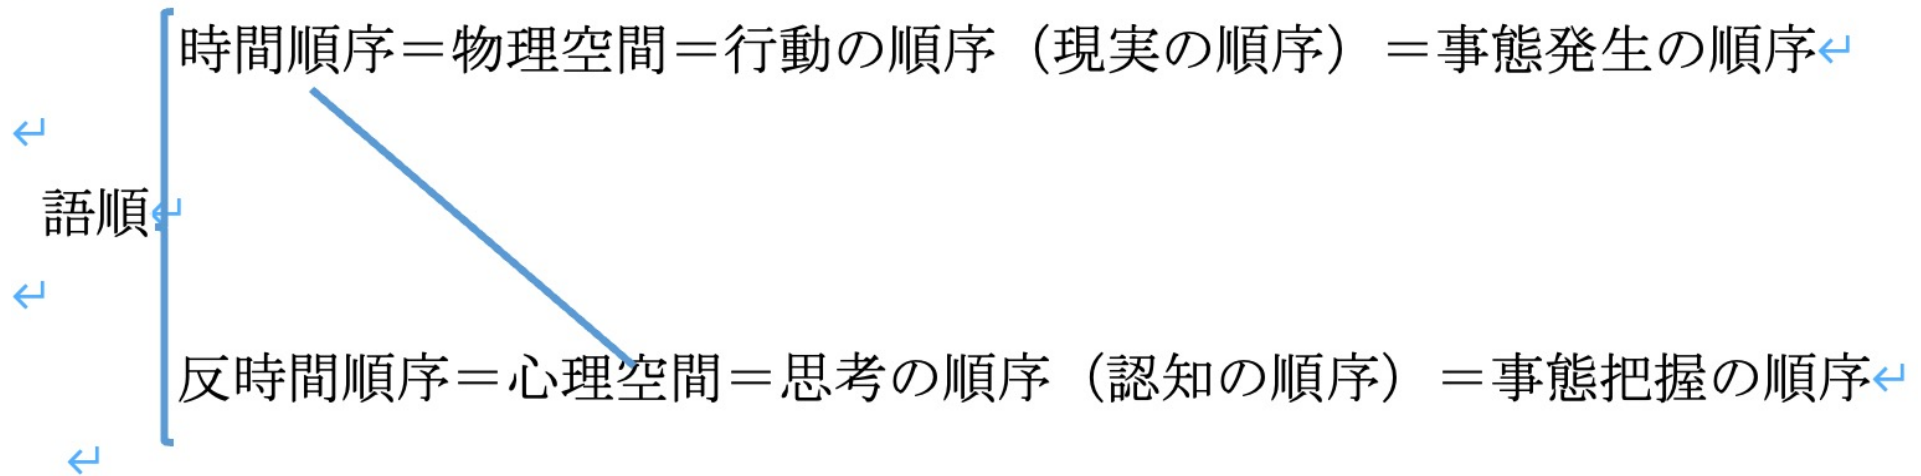 時間順序＝物理空間＝行動の順序（現実の順序）＝事態発生の順序
語順
反時間順序＝心理空間＝思考の順序（認知の順序）＝事態把握の順序